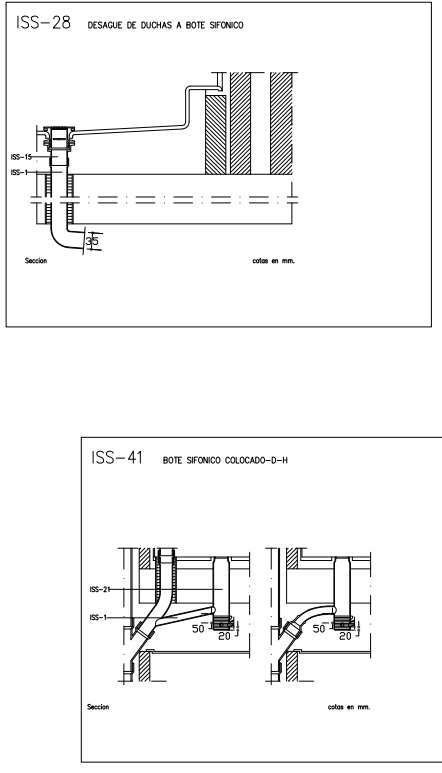 ISS-28 DESAGUE DE DUCHAS A BOTE SIFONICO
ISS-15
ISS-1
35
Seccion cotas en mm.
ISS-41 BOTE SIFONICO COLOCADO-D-H
ISS-21
ISS-1
50 20 50 20
Seccion cotas en mm.